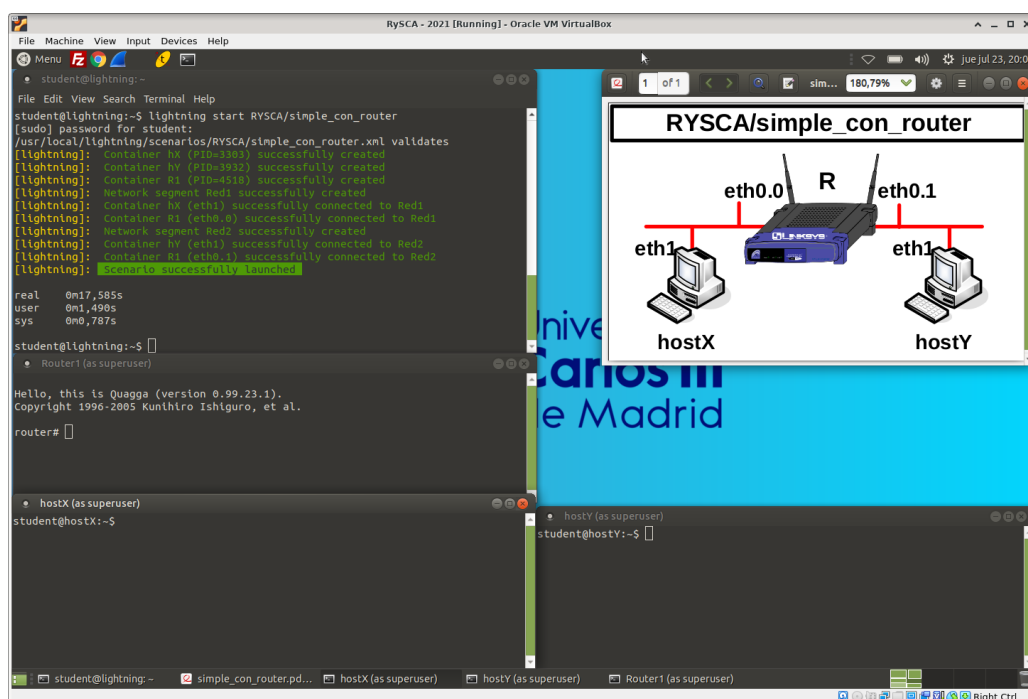 RySCA - 2021 [Running] - Oracle VM VirtualBox
File Machine View Input Devices Help
Menu
jue jul 23, 20:0
student@lightning: ~
File Edit View Search Terminal Help
student@lightning:~$ lightning start RYSCA/simple_con_router
[sudo] password for student:
/usr/local/lightning/scenarios/RYSCA/simple_con_router.xml validates
[lightning]: Container hX (PID=3303) successfully created
[lightning]: Container hY (PID=3932) successfully created
[lightning]: Container R1 (PID=4518) successfully created
[lightning]: Network segment Red1 successfully created
[lightning]: Container hX (eth1) successfully connected to Red1
[lightning]: Container R1 (eth0.0) successfully connected to Red1
[lightning]: Network segment Red2 successfully created
[lightning]: Container hY (eth1) successfully connected to Red2
[lightning]: Container R1 (eth0.1) successfully connected to Red2
[lightning]: Scenario successfully launched
real 0m17,585s
user 0m1,490s
sys 0m0,787s
student@lightning:~$
1 of 1 sim... 180,79%
RYSCA/simple_con_router
R
eth0.0 eth0.1
LINKSYS
eth1 eth1
hostX hostY
Unive
Carlos III
de Madrid
Router1 (as superuser)
Hello, this is Quagga (version 0.99.23.1).
Copyright 1996-2005 Kunihiro Ishiguro, et al.
router#
hostX (as superuser)
student@hostX:~$
hostY (as superuser)
student@hostY:~$
student@lightning: ~ simple_con_router.pd... hostX (as superuser) hostY (as superuser) Router1 (as superuser)
Right Ctrl